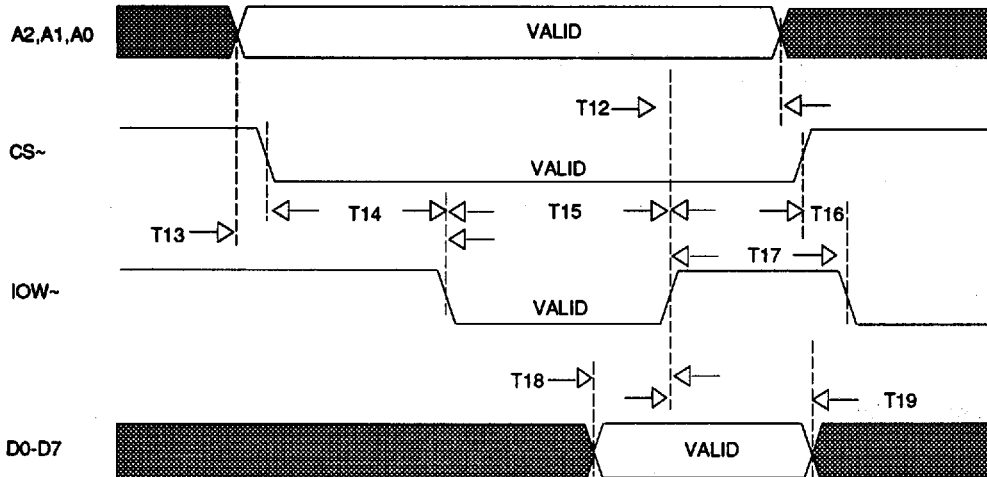 A2,A1,A0
VALID
T12
CS~
VALID
T14
T15
T16
T13
T17
IOW~
VALID
T18
T19
D0-D7
VALID